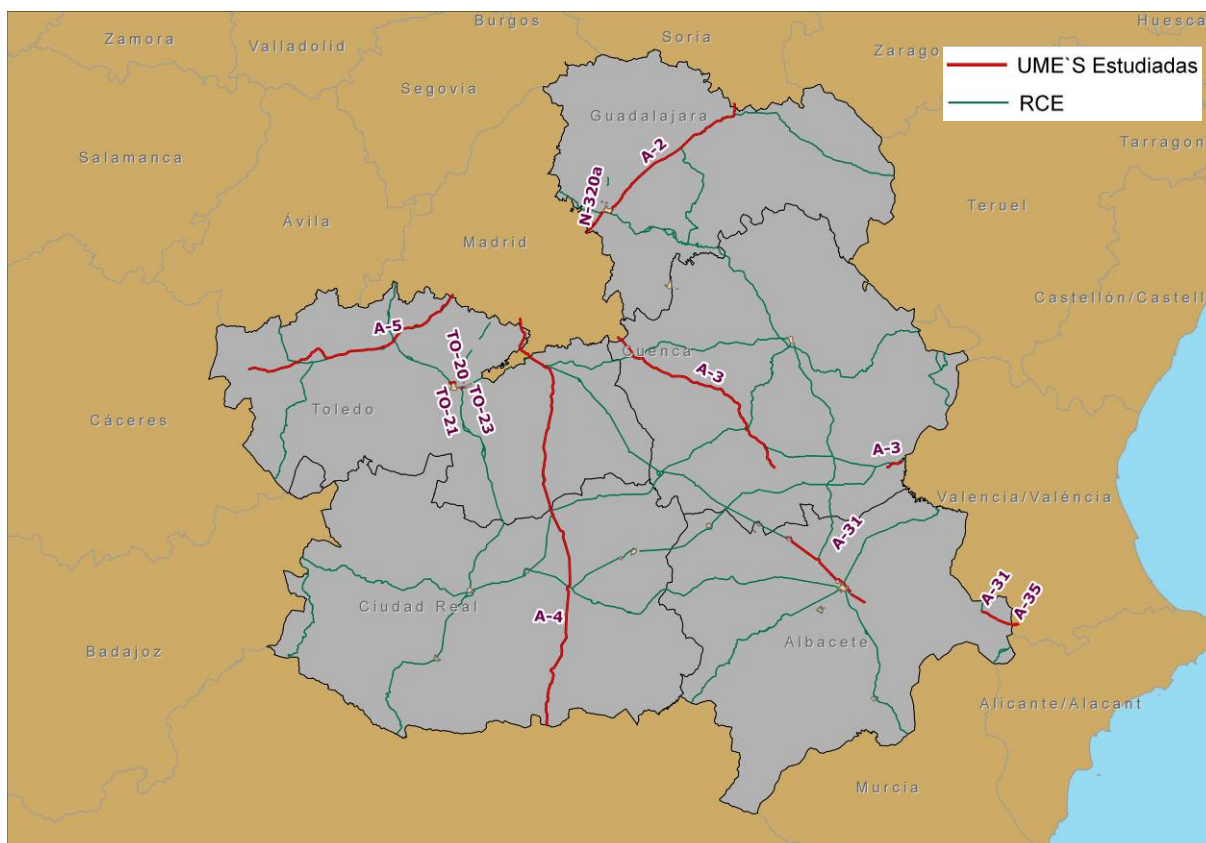 Burgos
Huesca
Zamora
Valladolid
Soria
Zarago
UME`S Estudiadas
RCE
Segovia
Guadalajara
Salamanca
Tarragon
A-2
N-320a
Ávila
Teruel
Madrid
Castellón/Castell
A-5
TO-20
Cuenca
A-3
Toledo
TO-21
TO-23
Cáceres
A-3
Valencia/Valéncia
A-31
A-31
A-35
Ciudad Real
A-4
Albacete
Badajoz
Alicante/Alacant
Murcia